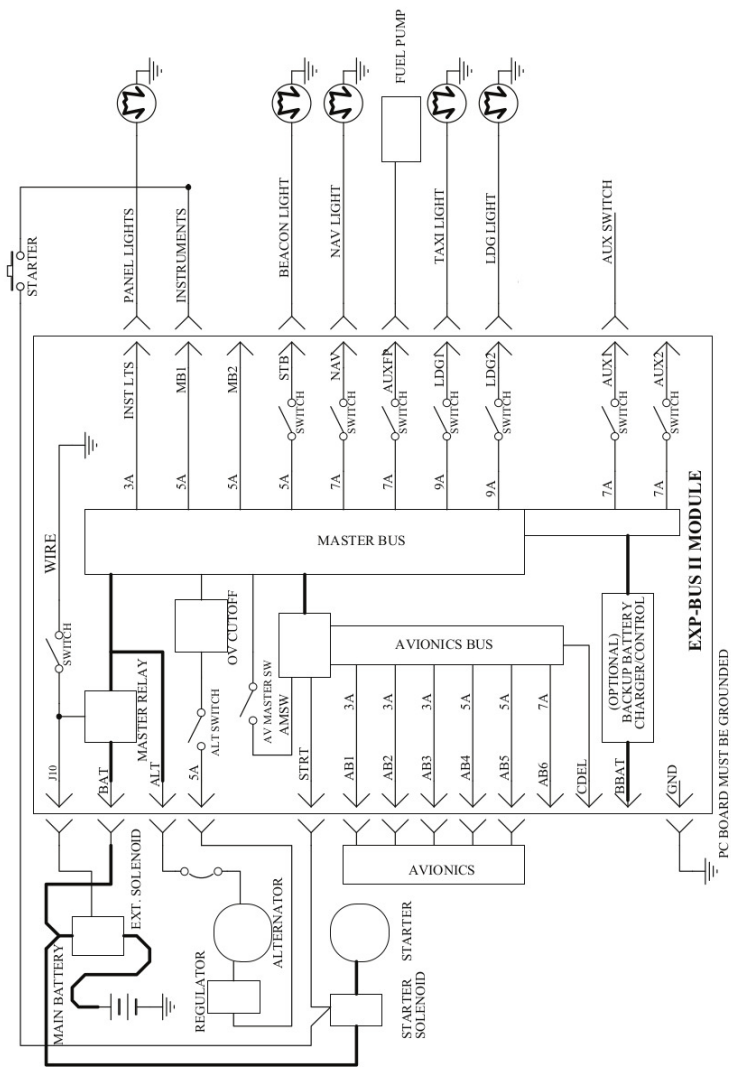 STARTER
PANEL LIGHTS
INSTRUMENTS
BEACON LIGHT
NAV LIGHT
FUEL PUMP
TAXI LIGHT
LDG LIGHT
AUX SWITCH
INST LTS
MB1
MB2
STB
NAV
AUXFP
LDG1
LDG2
AUX1
AUX2
SWITCH
SWITCH
SWITCH
SWITCH
SWITCH
SWITCH
SWITCH
3A
5A
5A
5A
7A
7A
9A
9A
7A
7A
WIRE
SWITCH
MASTER BUS
EXP-BUS II MODULE
OV CUTOFF
AVIONICS BUS
(OPTIONAL)
BACKUP BATTERY
CHARGER/CONTROL
MASTER RELAY
ALT SWITCH
AV MASTER SW
AMSW
3A
3A
3A
5A
5A
7A
J10
BAT
ALT
5A
STRT
AB1
AB2
AB3
AB4
AB5
AB6
CDEL
BBAT
GND
PC BOARD MUST BE GROUNDED
EXT. SOLENOID
MAIN BATTERY
ALTERNATOR
REGULATOR
AVIONICS
STARTER
STARTER
SOLENOID